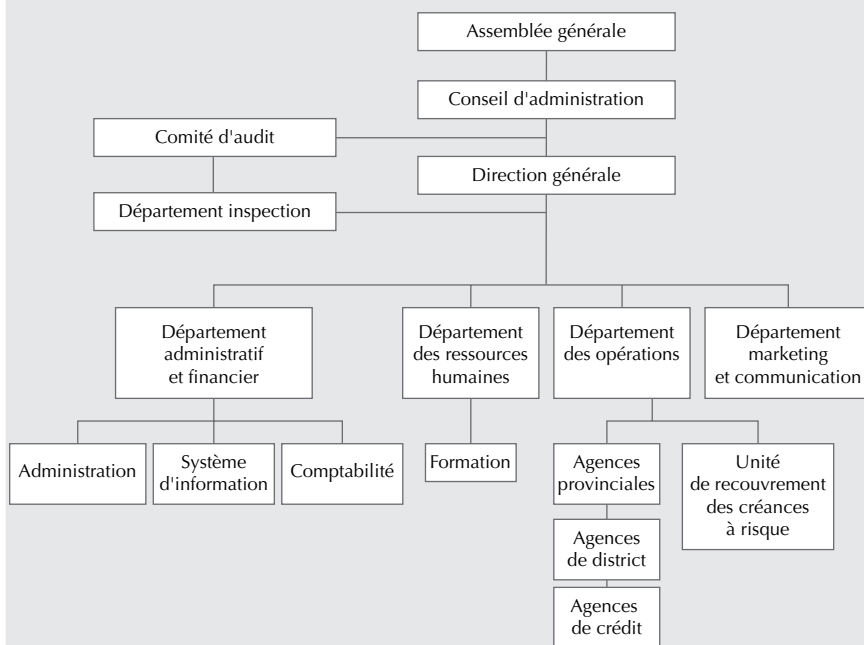 Assemblée générale
Conseil d'administration
Comité d'audit
Direction générale
Département inspection
Département
administratif
et financier
Département
des ressources
humaines
Département
des opérations
Département
marketing
et communication
Administration
Système
d'information
Comptabilité
Formation
Agences
provinciales
Unité
de recouvrement
des créances
à risque
Agences
de district
Agences
de crédit